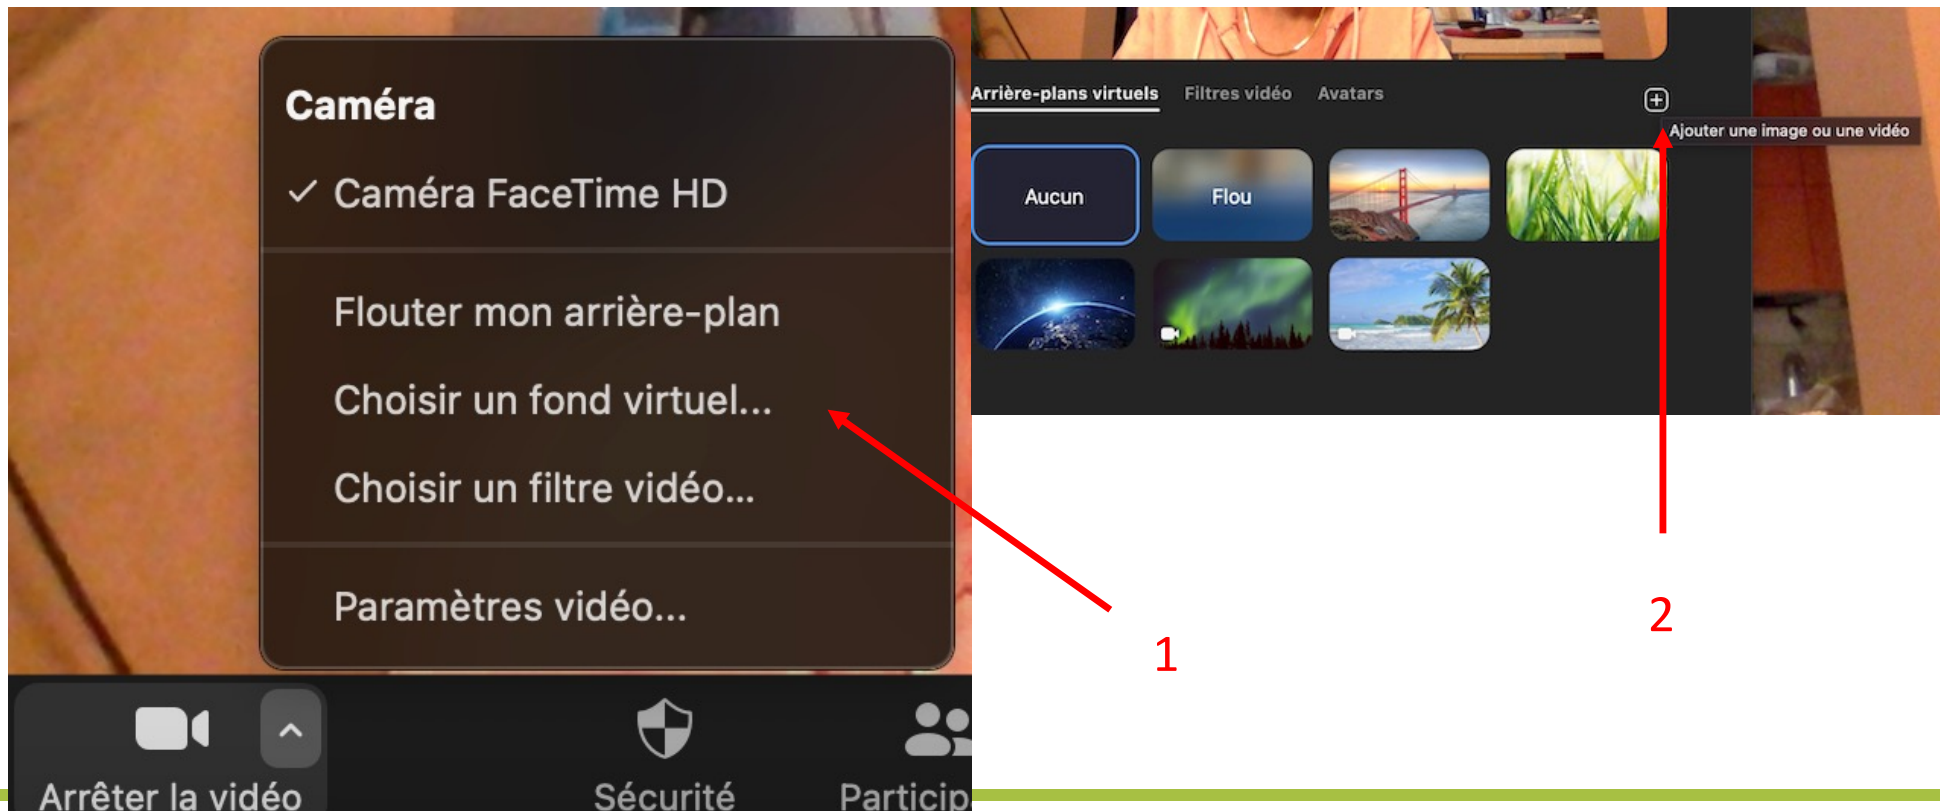 Caméra
Caméra FaceTime HD
Flouter mon arrière-plan
Choisir un fond virtuel...
Choisir un filtre vidéo...
Paramètres vidéo...
Arrêter la vidéo
Sécurité
Particip
Arrière-plans virtuels Filtres vidéo Avatars
Ajouter une image ou une vidéo
Aucun Flou
1
2